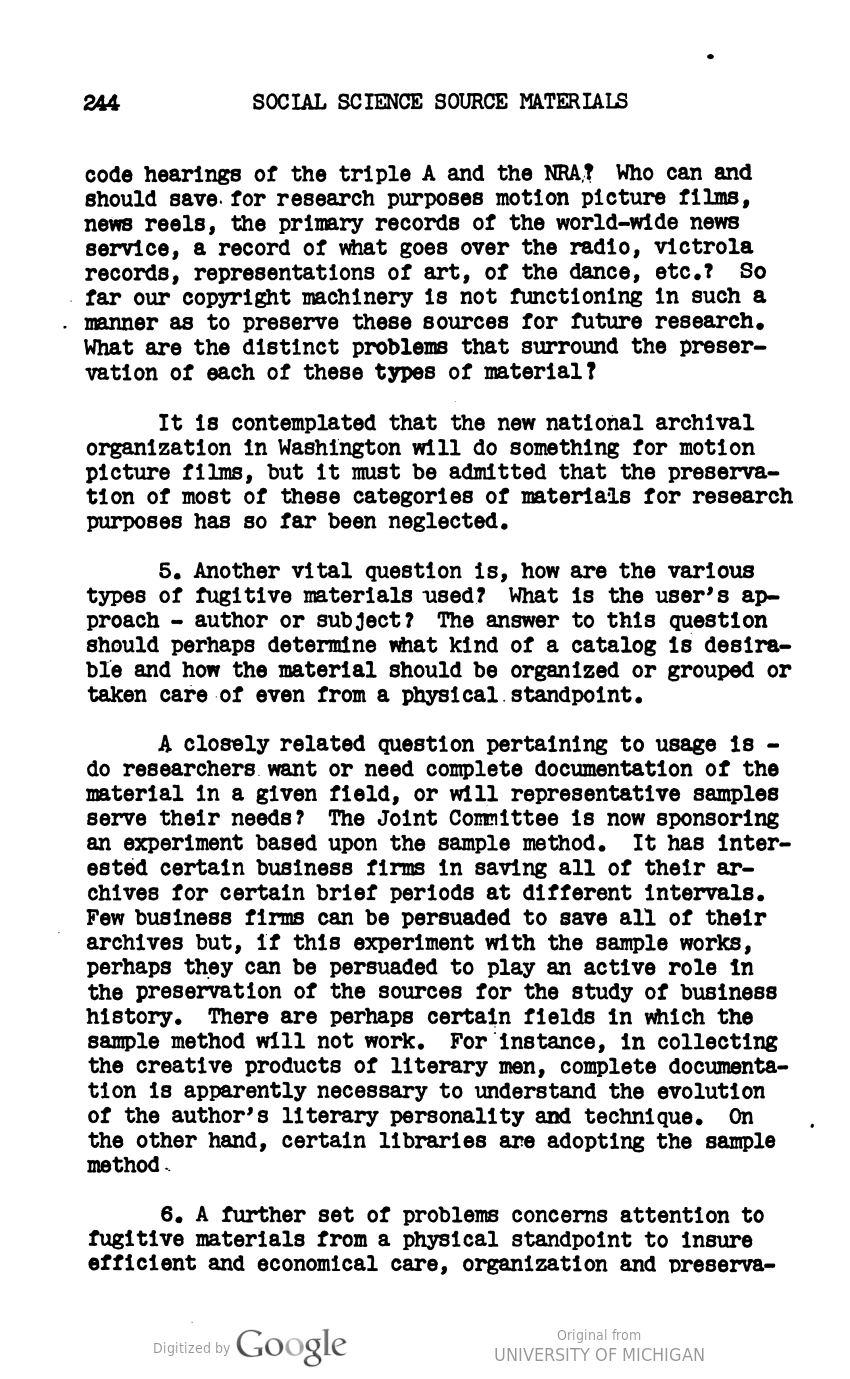 244 SOCIAL SCIENCE SOURCE MATERIALS
code hearings of the triple A and the NRA? Who can and
should save for research purposes motion picture films,
news reels, the primary records of the world-wide news
service, a record of what goes over the radio, victrola
records, representations of art, of the dance, etc.? So
far our copyright machinery is not functioning in such a
manner as to preserve these sources for future research.
What are the distinct problems that surround the preser-
vation of each of these types of material?
It is contemplated that the new national archival
organization in Washington will do something for motion
picture films, but it must be admitted that the preserva-
tion of most of these categories of materials for research
purposes has so far been neglected.
5. Another vital question is, how are the various
types of fugitive materials used? What is the user's ap-
proach - author or subject? The answer to this question
should perhaps determine what kind of a catalog is desira-
ble and how the material should be organized or grouped or
taken care of even from a physical standpoint.
A closely related question pertaining to usage is -
do researchers want or need complete documentation of the
material in a given field, or will representative samples
serve their needs? The Joint Committee is now sponsoring
an experiment based upon the sample method. It has inter-
ested certain business firms in saving all of their ar-
chives for certain brief periods at different intervals.
Few business firms can be persuaded to save all of their
archives but, if this experiment with the sample works,
perhaps they can be persuaded to play an active role in
the preservation of the sources for the study of business
history. There are perhaps certain fields in which the
sample method will not work. For instance, in collecting
the creative products of literary men, complete documenta-
tion is apparently necessary to understand the evolution
of the author's literary personality and technique. On
the other hand, certain libraries are adopting the sample
method.
6. A further set of problems concerns attention to
fugitive materials from a physical standpoint to insure
efficient and economical care, organization and preserva-
Digitized by Google
Original from
UNIVERSITY OF MICHIGAN